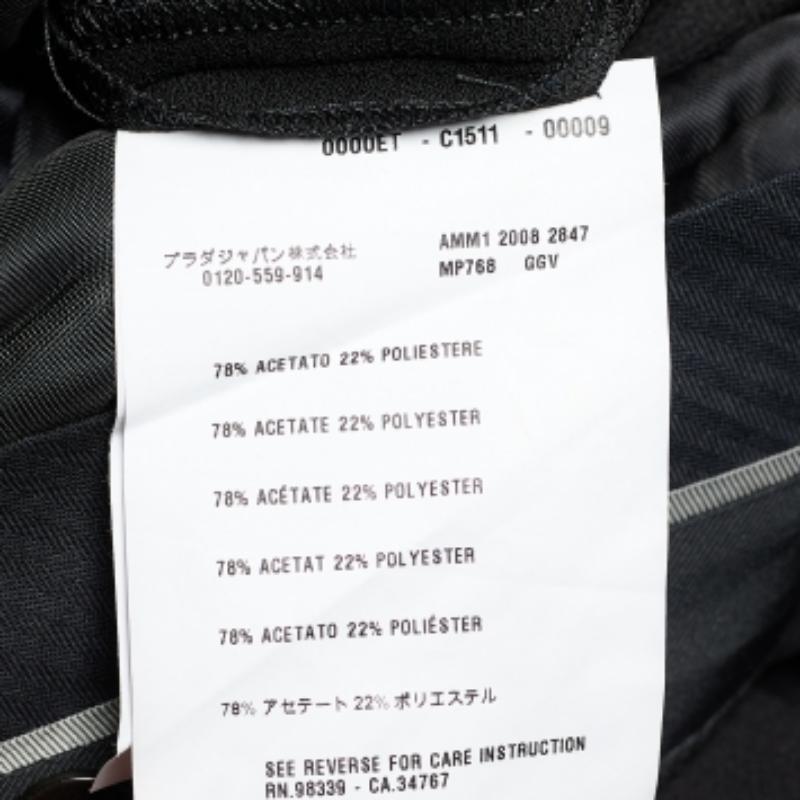 0000ET - C1511 - 00009
プラダジャパン株式会社
0120-559-914
AMM1 2008 2847
MP768 GGV
78% ACETATO 22% POLIESTERE
78% ACETATE 22% POLYESTER
78% ACÉTATE 22% POLYESTER
78% ACETAT 22% POLYESTER
78% ACETATO 22% POLIÉSTER
78% アセテート 22% ポリエステル
SEE REVERSE FOR CARE INSTRUCTION
RN.98339 - CA.34767